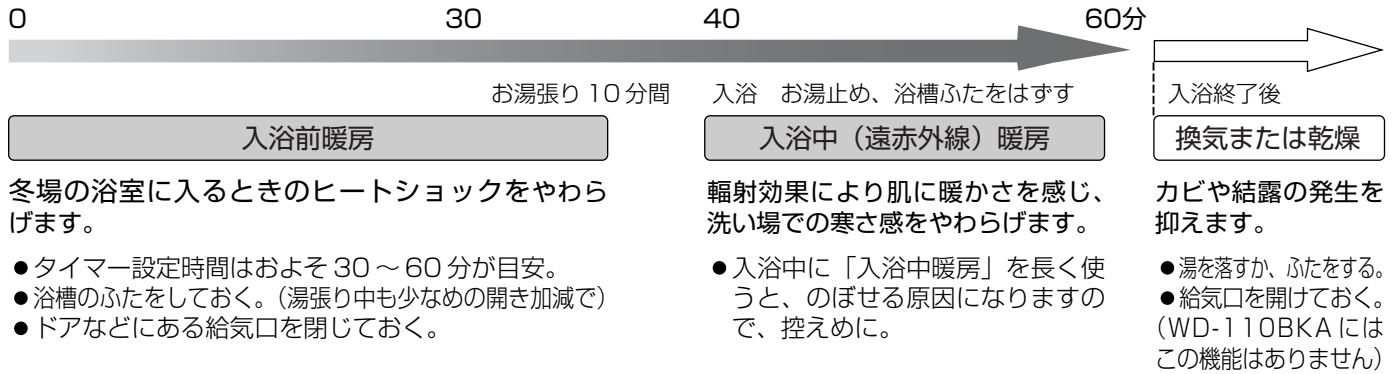 0 30 40 60分
お湯張り 10 分間 入浴 お湯止め、浴槽ふたをはずす 入浴終了後
入浴前暖房
冬場の浴室に入るときのヒートショックをやわら
げます。
●タイマー設定時間はおよそ 30 ～ 60 分が目安。
●浴槽のふたをしておく。(湯張り中も少なめの開き加減で)
●ドアなどにある給気口を閉じておく。
入浴中（遠赤外線）暖房
輻射効果により肌に暖かさを感じ、
洗い場での寒さ感をやわらげます。
●入浴中に「入浴中暖房」を長く使
うと、のぼせる原因になりますの
で、控えめに。
換気または乾燥
カビや結露の発生を
抑えます。
●湯を落すか、ふたをする。
●給気口を開けておく。
(WD-110BKA には
この機能はありません)